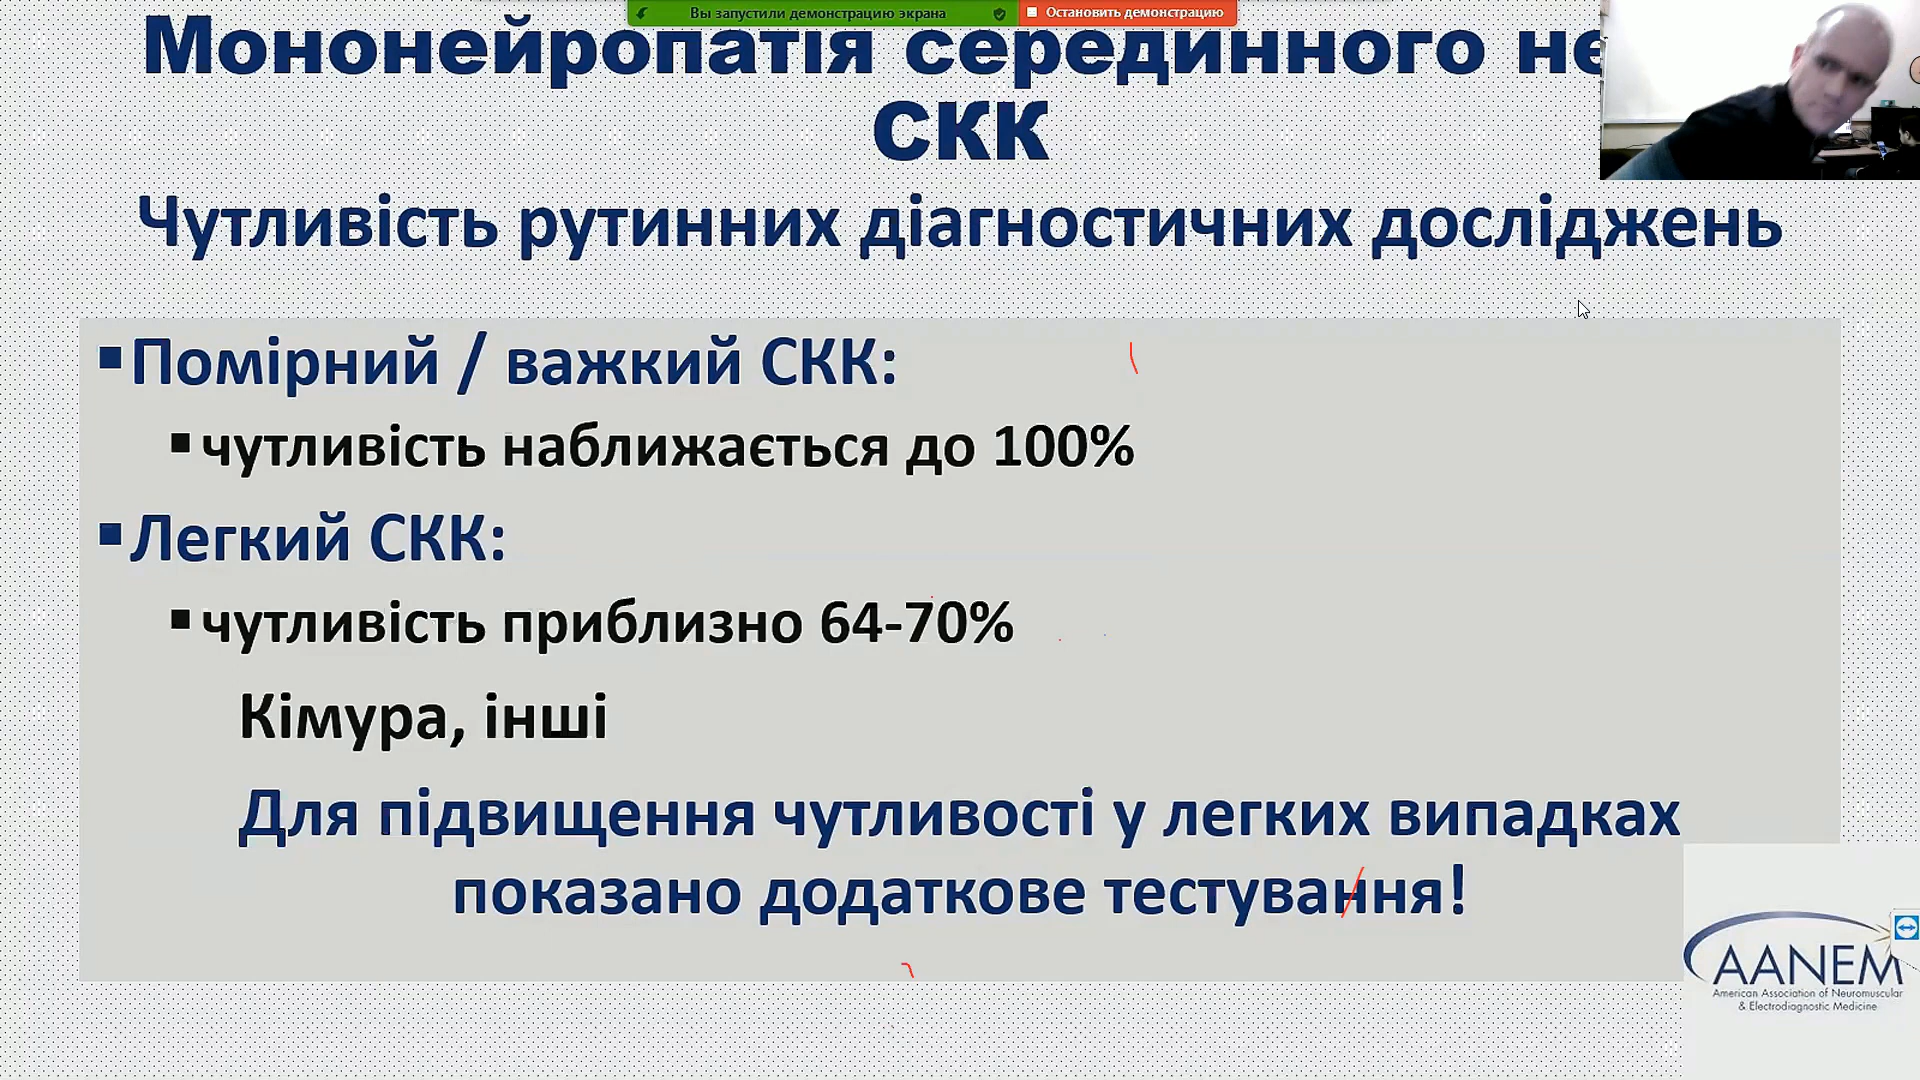 Вы запустили демонстрацию экрана
Остановить демонстрацию
Мононейропатія серединного не
СКК
Чутливість рутинних діагностичних досліджень
▪Помірний / важкий СКК:
▪чутливість наближається до 100%
▪Легкий СКК:
▪чутливість приблизно 64-70%
Кімура, інші
Для підвищення чутливості у легких випадках
показано додаткове тестування!
AANEM
American Association of Neuromuscular
& Electrodiagnostic Medicine